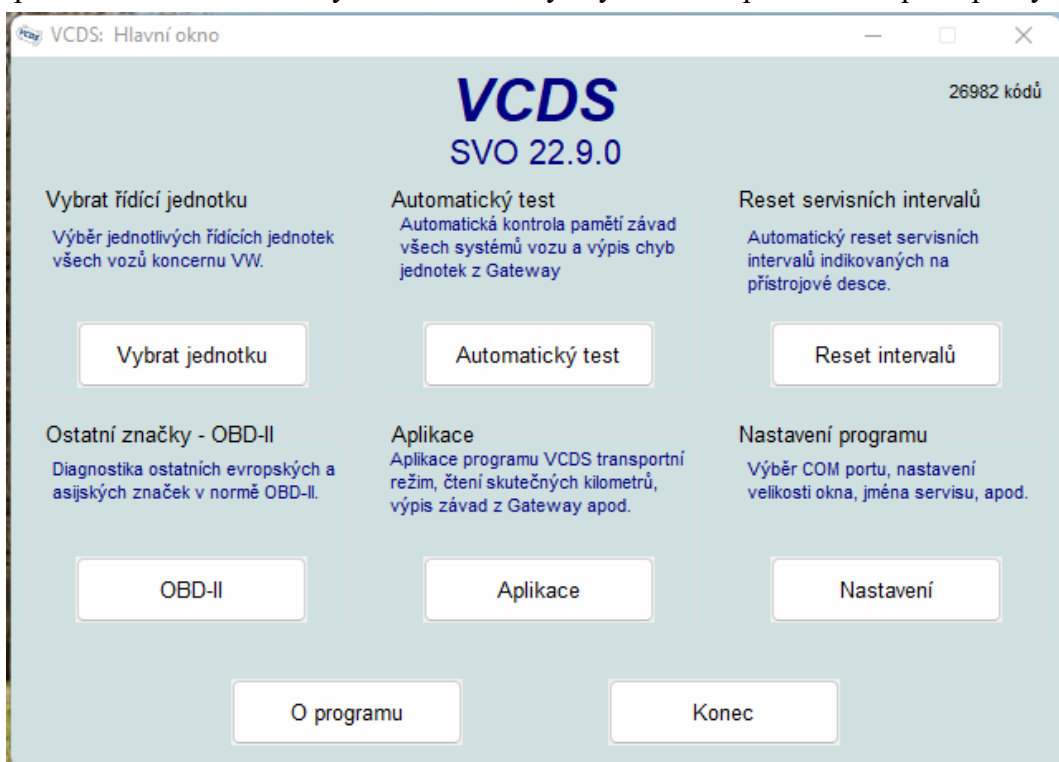 VCDS: Hlavní okno
VCDS
26982 kódů
SVO 22.9.0
Vybrat řídící jednotku
Výběr jednotlivých řídících jednotek
všech vozů koncernu VW.
Vybrat jednotku
Automatický test
Automatická kontrola pamětí závad
všech systémů vozu a výpis chyb
jednotek z Gateway
Automatický test
Reset servisních intervalů
Automatický reset servisních
intervalů indikovaných na
přístrojové desce.
Reset intervalů
Ostatní značky - OBD-II
Diagnostika ostatních evropských a
asijských značek v normě OBD-II.
OBD-II
Aplikace
Aplikace programu VCDS transportní
režim, čtení skutečných kilometrů,
výpis závad z Gateway apod.
Aplikace
Nastavení programu
Výběr COM portu, nastavení
velikosti okna, jména servisu, apod.
Nastavení
O programu
Konec